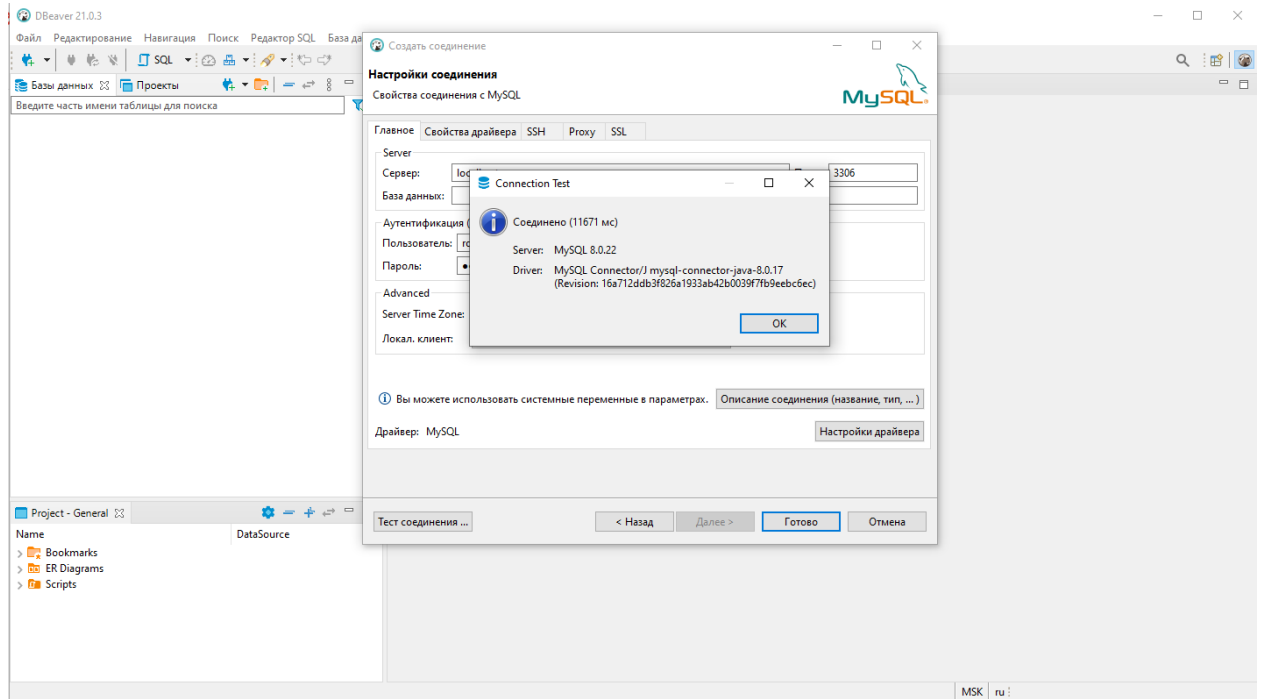 DBeaver 21.0.3
Файл Редактирование Навигация Поиск Редактор SQL База
SQL
Базы данных Проекты
Введите часть имени таблицы для поиска
Создать соединение
Настройки соединения
Свойства соединения с MySQL
MySQL
Главное Свойства драйвера SSH Proxy SSL
Server
Сервер: 3306
База данных:
Аутентификация (
Пользователь:
Пароль:
Advanced
Server Time Zone:
Локал. клиент:
Connection Test
Соединено (11671 мс)
Server: MySQL 8.0.22
Driver: MySQL Connector/J mysql-connector-java-8.0.17
(Revision: 16a712ddb3f826a1933ab42b0039f7fb9eebc6ec)
OK
Вы можете использовать системные переменные в параметрах. Описание соединения (название, тип, ... )
Драйвер: MySQL Настройки драйвера
Тест соединения ... < Назад Далее > Готово Отмена
Project - General
Name DataSource
Bookmarks
ER Diagrams
Scripts
MSK ru